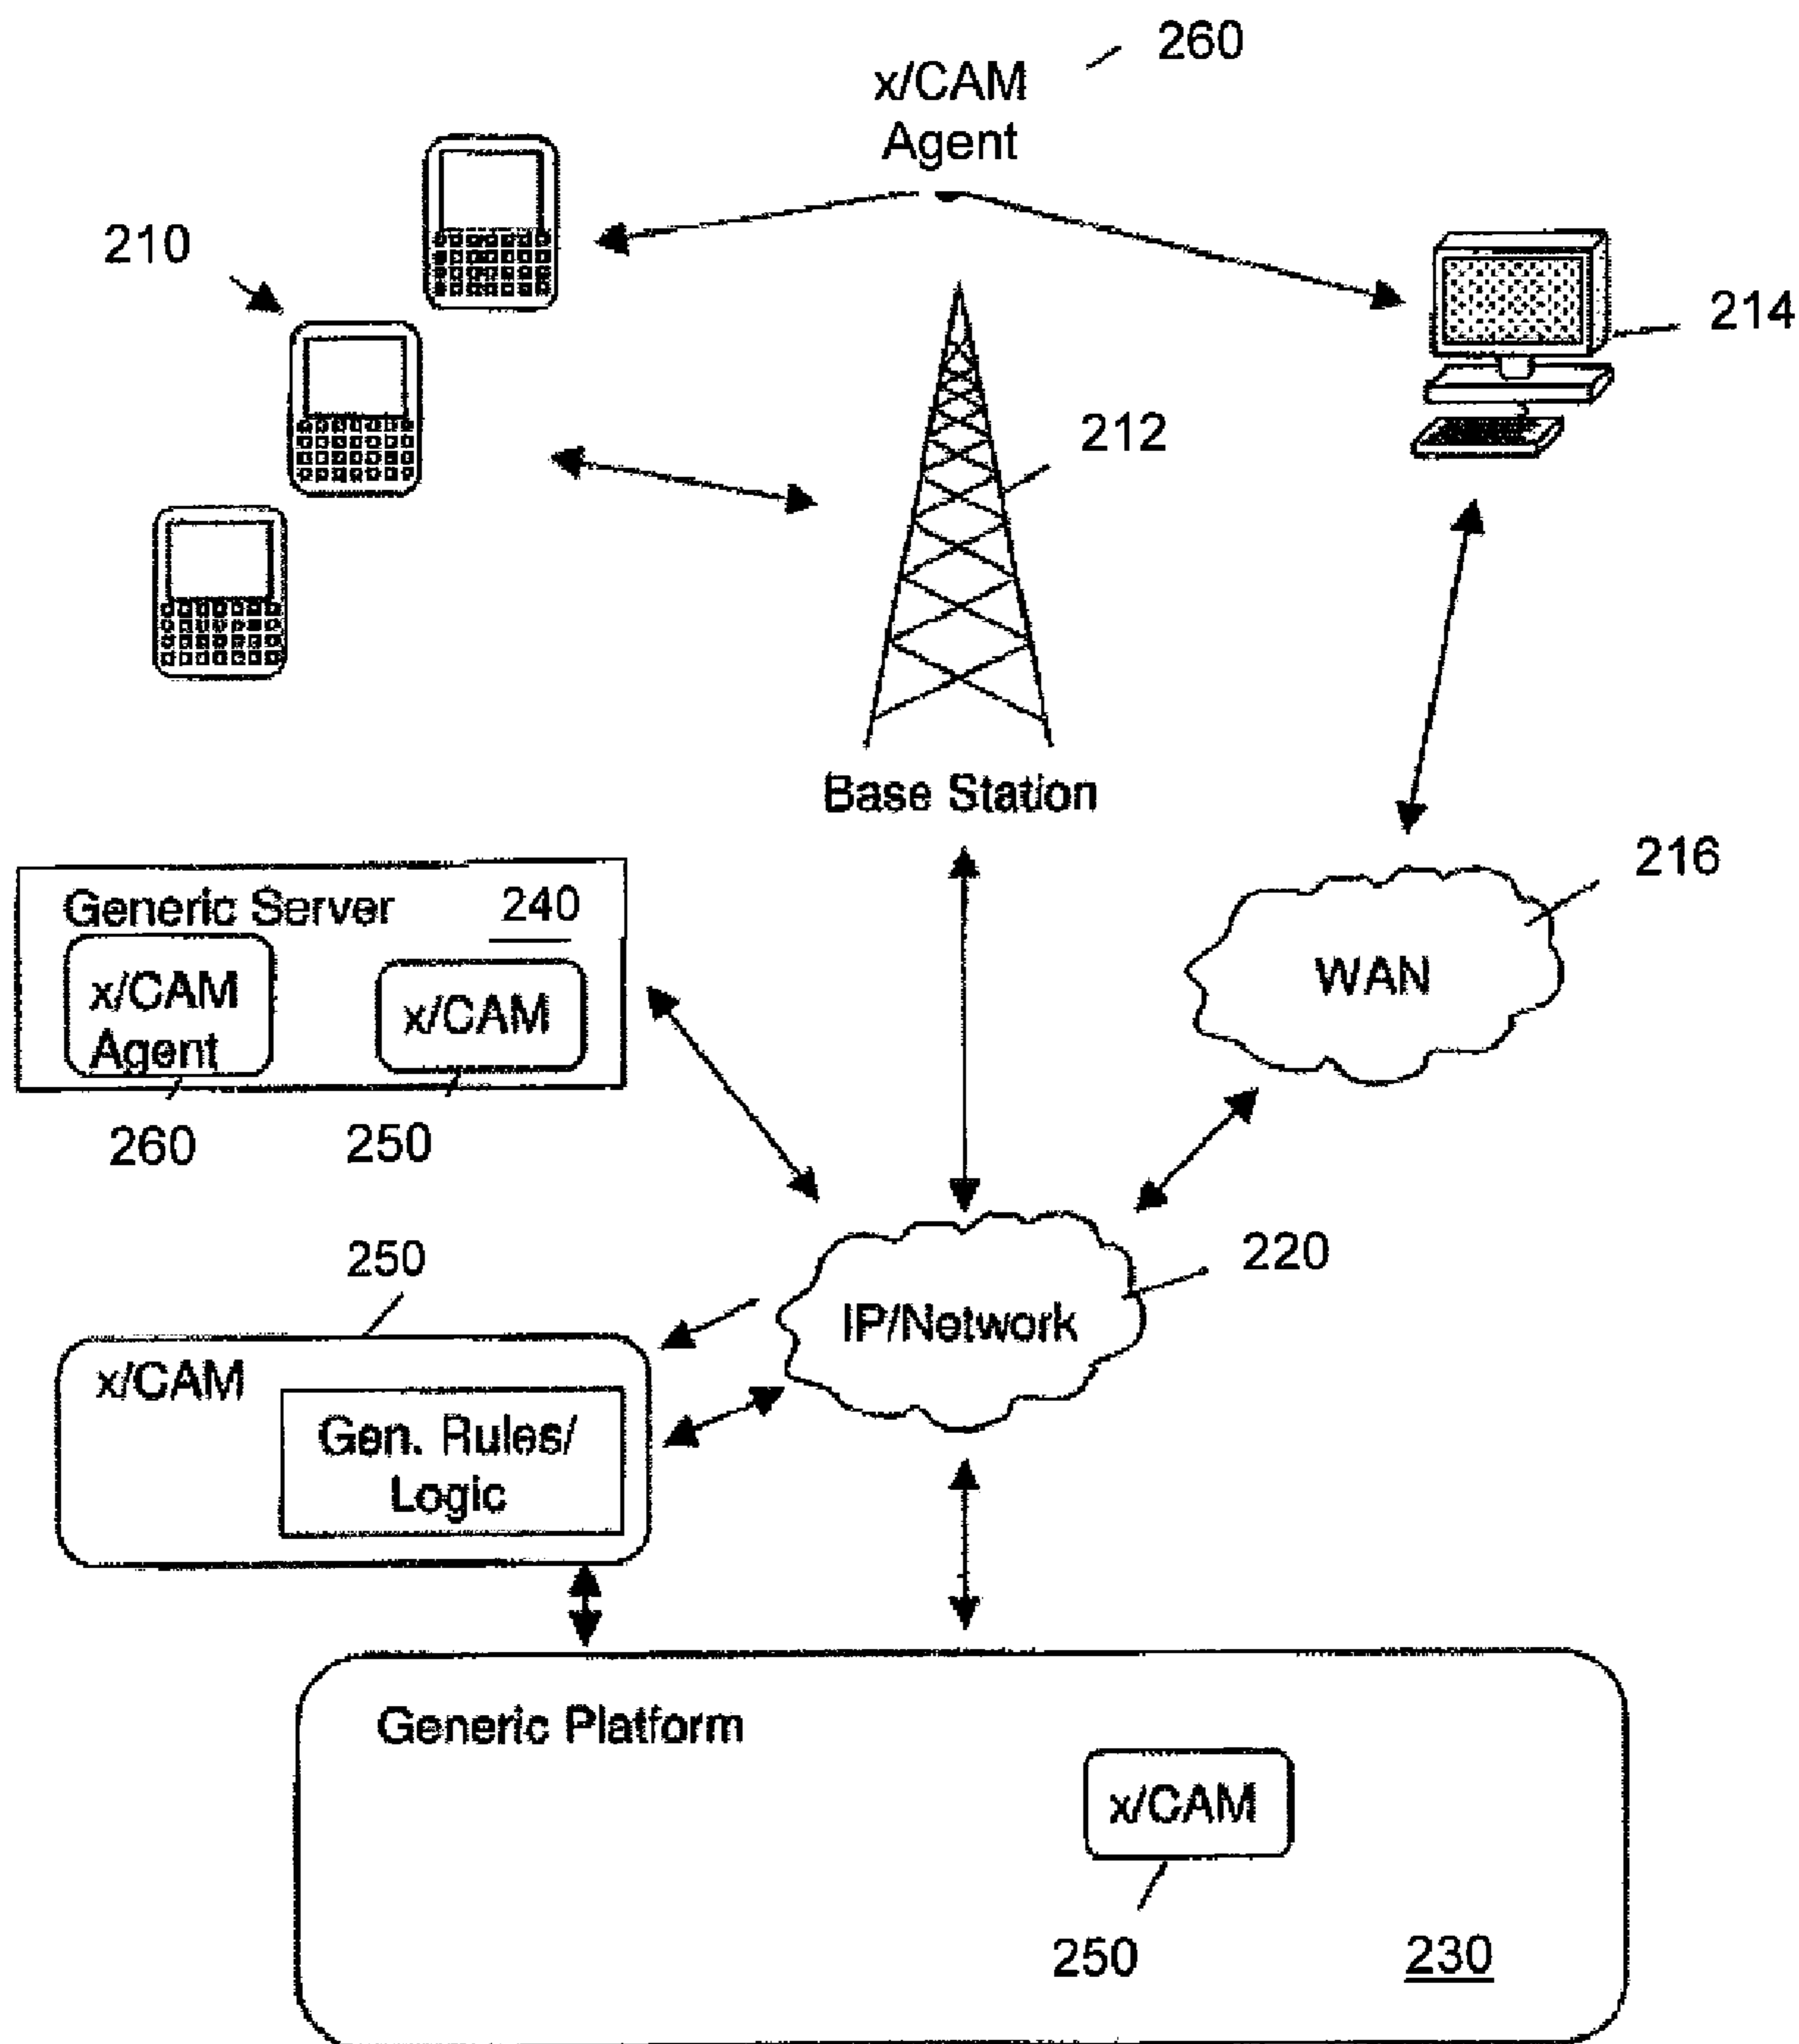 260
x/CAM
Agent
210
214
212
Base Station
216
Generic Server 240
WAN
x/CAM
Agent
x/CAM
260
250
250
220
IP/Network
x/CAM
Gen. Rules/
Logic
Generic Platform
x/CAM
250
230